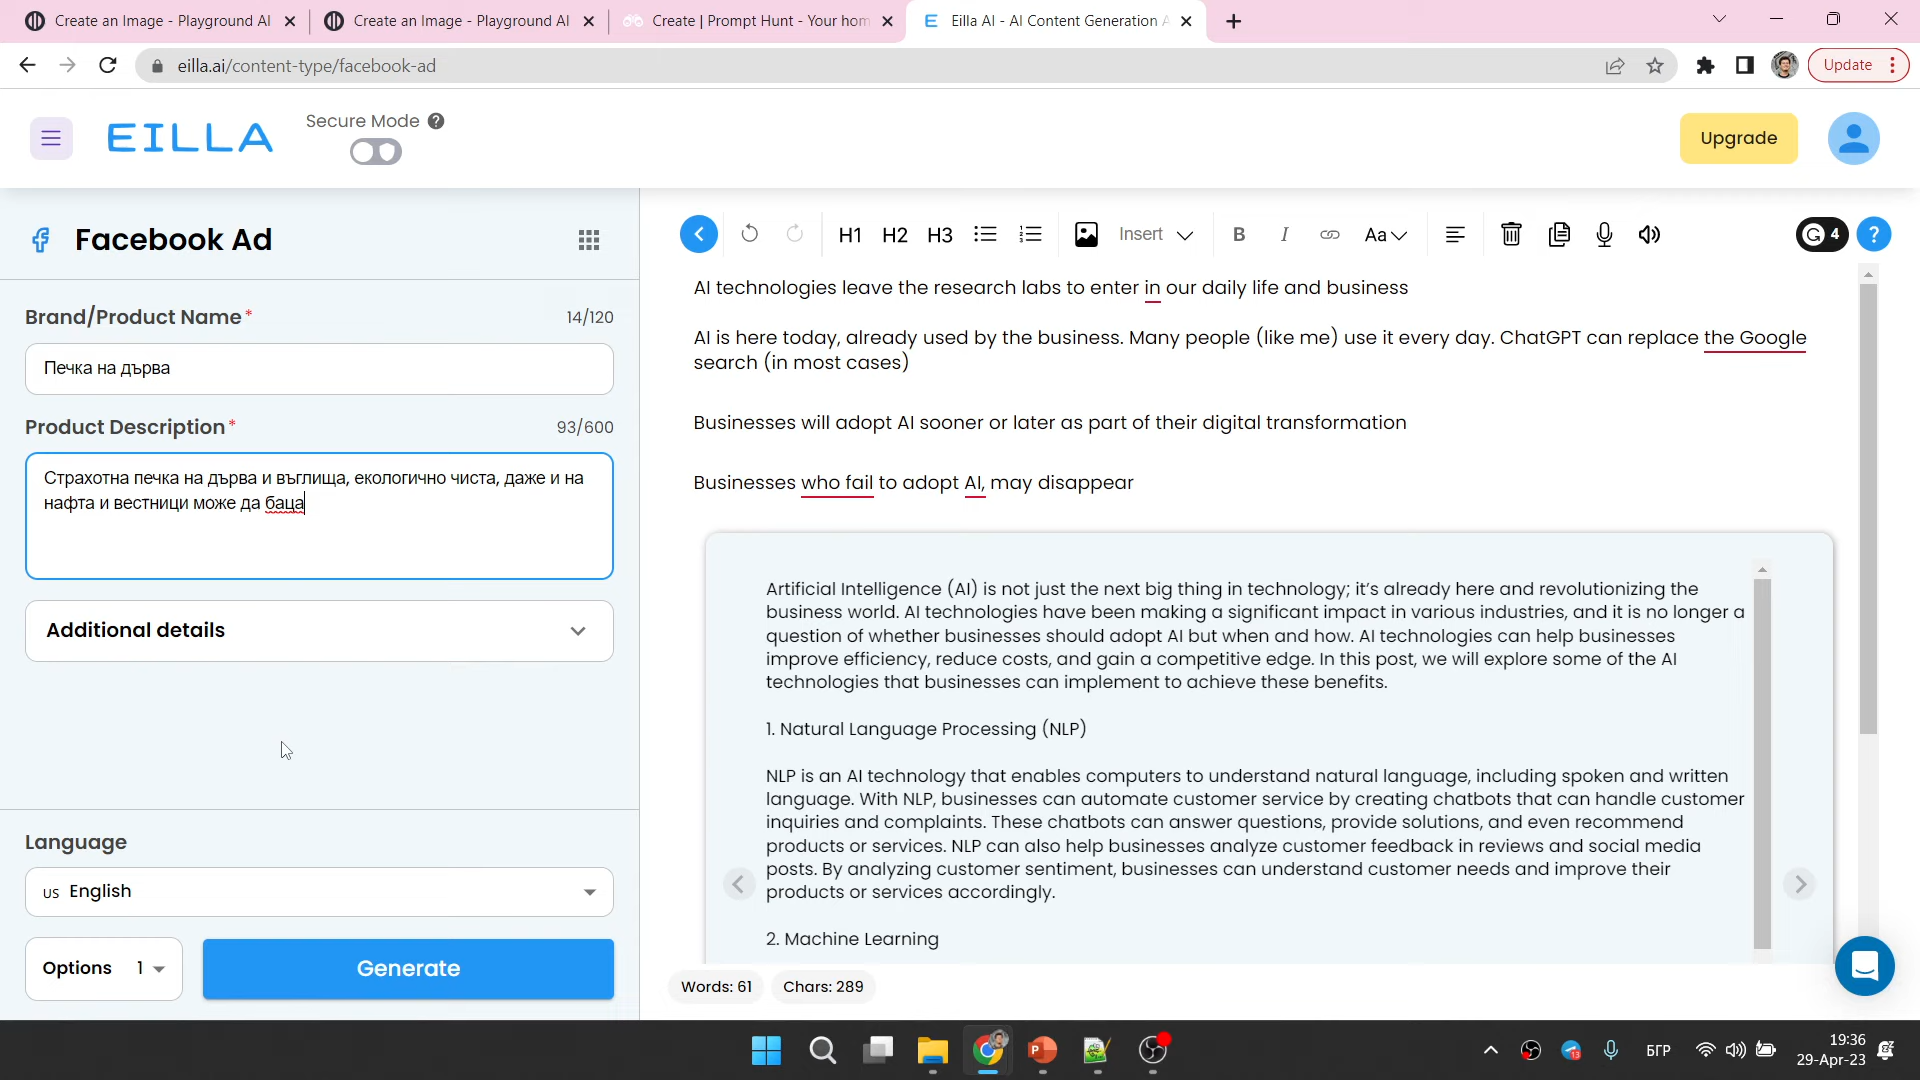 Create an Image - Playground AI
Create an Image - Playground AI
Create | Prompt Hunt - Your hom
Eilla AI - AI Content Generation A
eilla.ai/content-type/facebook-ad
Update
EILLA
Secure Mode
Upgrade
Facebook Ad
H1 H2 H3
Insert
B I Aa
4
Brand/Product Name*
14/120
Печка на дърва
Product Description*
93/600
Страхотна печка на дърва и въглища, екологично чиста, даже и на
нафта и вестници може да баца
Additional details
Language
US English
Options 1
Generate
AI technologies leave the research labs to enter in our daily life and business
AI is here today, already used by the business. Many people (like me) use it every day. ChatGPT can replace the Google
search (in most cases)
Businesses will adopt AI sooner or later as part of their digital transformation
Businesses who fail to adopt AI, may disappear
Artificial Intelligence (AI) is not just the next big thing in technology; it's already here and revolutionizing the
business world. AI technologies have been making a significant impact in various industries, and it is no longer a
question of whether businesses should adopt AI but when and how. AI technologies can help businesses
improve efficiency, reduce costs, and gain a competitive edge. In this post, we will explore some of the AI
technologies that businesses can implement to achieve these benefits.
1. Natural Language Processing (NLP)
NLP is an AI technology that enables computers to understand natural language, including spoken and written
language. With NLP, businesses can automate customer service by creating chatbots that can handle customer
inquiries and complaints. These chatbots can answer questions, provide solutions, and even recommend
products or services. NLP can also help businesses analyze customer feedback in reviews and social media
posts. By analyzing customer sentiment, businesses can understand customer needs and improve their
products or services accordingly.
2. Machine Learning
Words: 61
Chars: 289
БГР
19:36
29-Apr-23